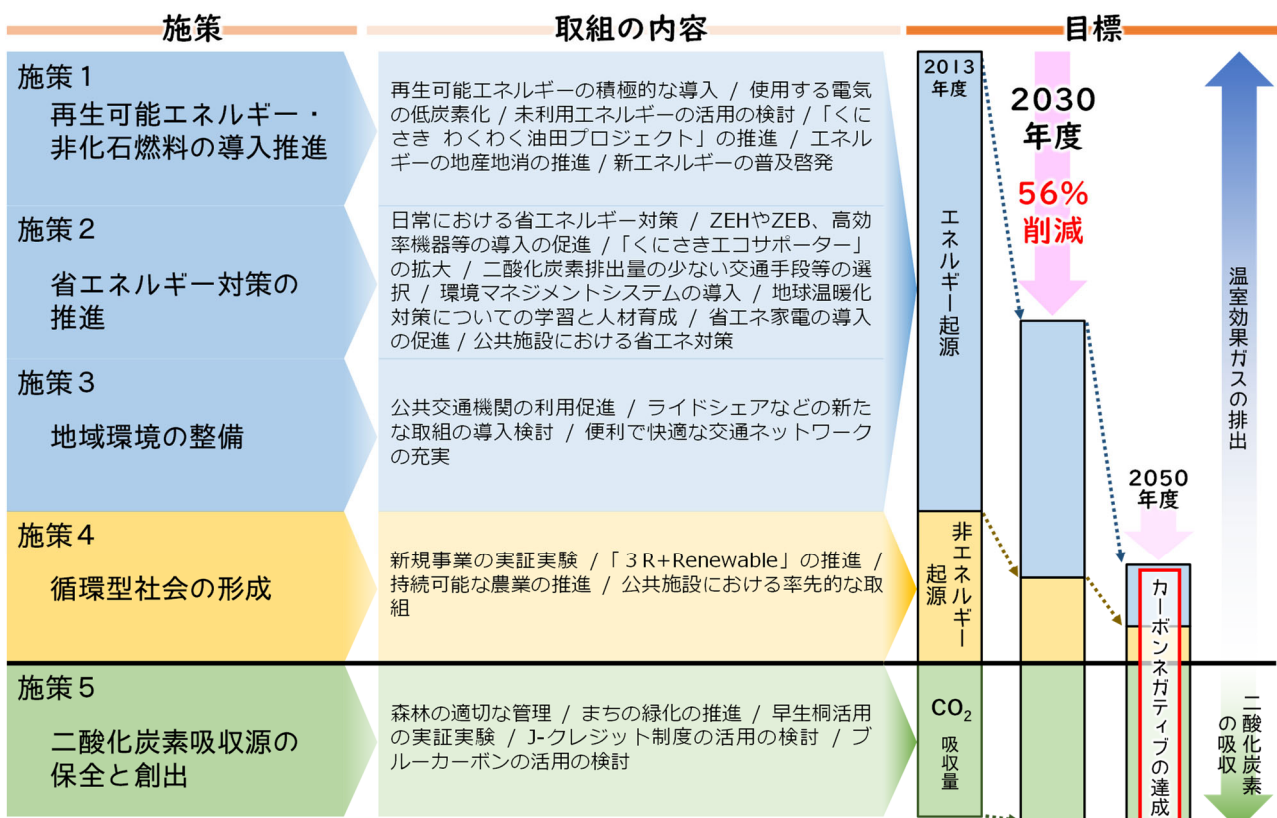 施策
取組の内容
目標
施策1
再生可能エネルギー・
非化石燃料の導入推進
再生可能エネルギーの積極的な導入 / 使用する電気
の低炭素化 / 未利用エネルギーの活用の検討 /「くに
さき わくわく油田プロジェクト」の推進 / エネル
ギーの地産地消の推進 / 新エネルギーの普及啓発
施策2
省エネルギー対策の
推進
日常における省エネルギー対策 / ZEHやZEB、高効
率機器等の導入の促進 /「くにさきエコサポーター」
の拡大 / 二酸化炭素排出量の少ない交通手段等の選
択 / 環境マネジメントシステムの導入 / 地球温暖化
対策についての学習と人材育成 / 省エネ家電の導入
の促進 / 公共施設における省エネ対策
施策3
地域環境の整備
公共交通機関の利用促進 / ライドシェアなどの新た
な取組の導入検討 / 便利で快適な交通ネットワーク
の充実
施策4
循環型社会の形成
新規事業の実証実験 /「3R+Renewable」の推進 /
持続可能な農業の推進 / 公共施設における率先的な取
組
施策5
二酸化炭素吸収源の
保全と創出
森林の適切な管理 / まちの緑化の推進 / 早生桐活用
の実証実験 / J-クレジット制度の活用の検討 / ブ
ルーカーボンの活用の検討
2013
年度
エネルギー起源
非エネルギー
起源
CO₂
吸収量
2030
年度
56%
削減
2050
年度
カーボンネガティブの達成
温室効果ガスの排出
二酸化炭素
の吸収